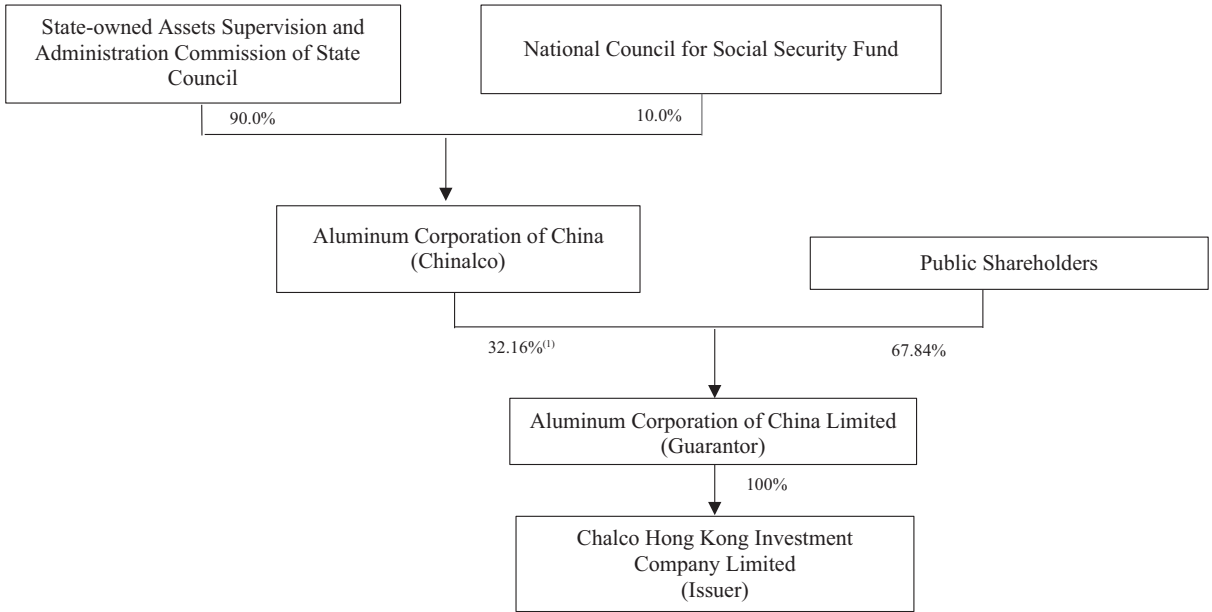 State-owned Assets Supervision and
Administration Commission of State
Council
National Council for Social Security Fund
90.0%
10.0%
Aluminum Corporation of China
(Chinalco)
Public Shareholders
32.16%(1)
67.84%
Aluminum Corporation of China Limited
(Guarantor)
100%
Chalco Hong Kong Investment
Company Limited
(Issuer)